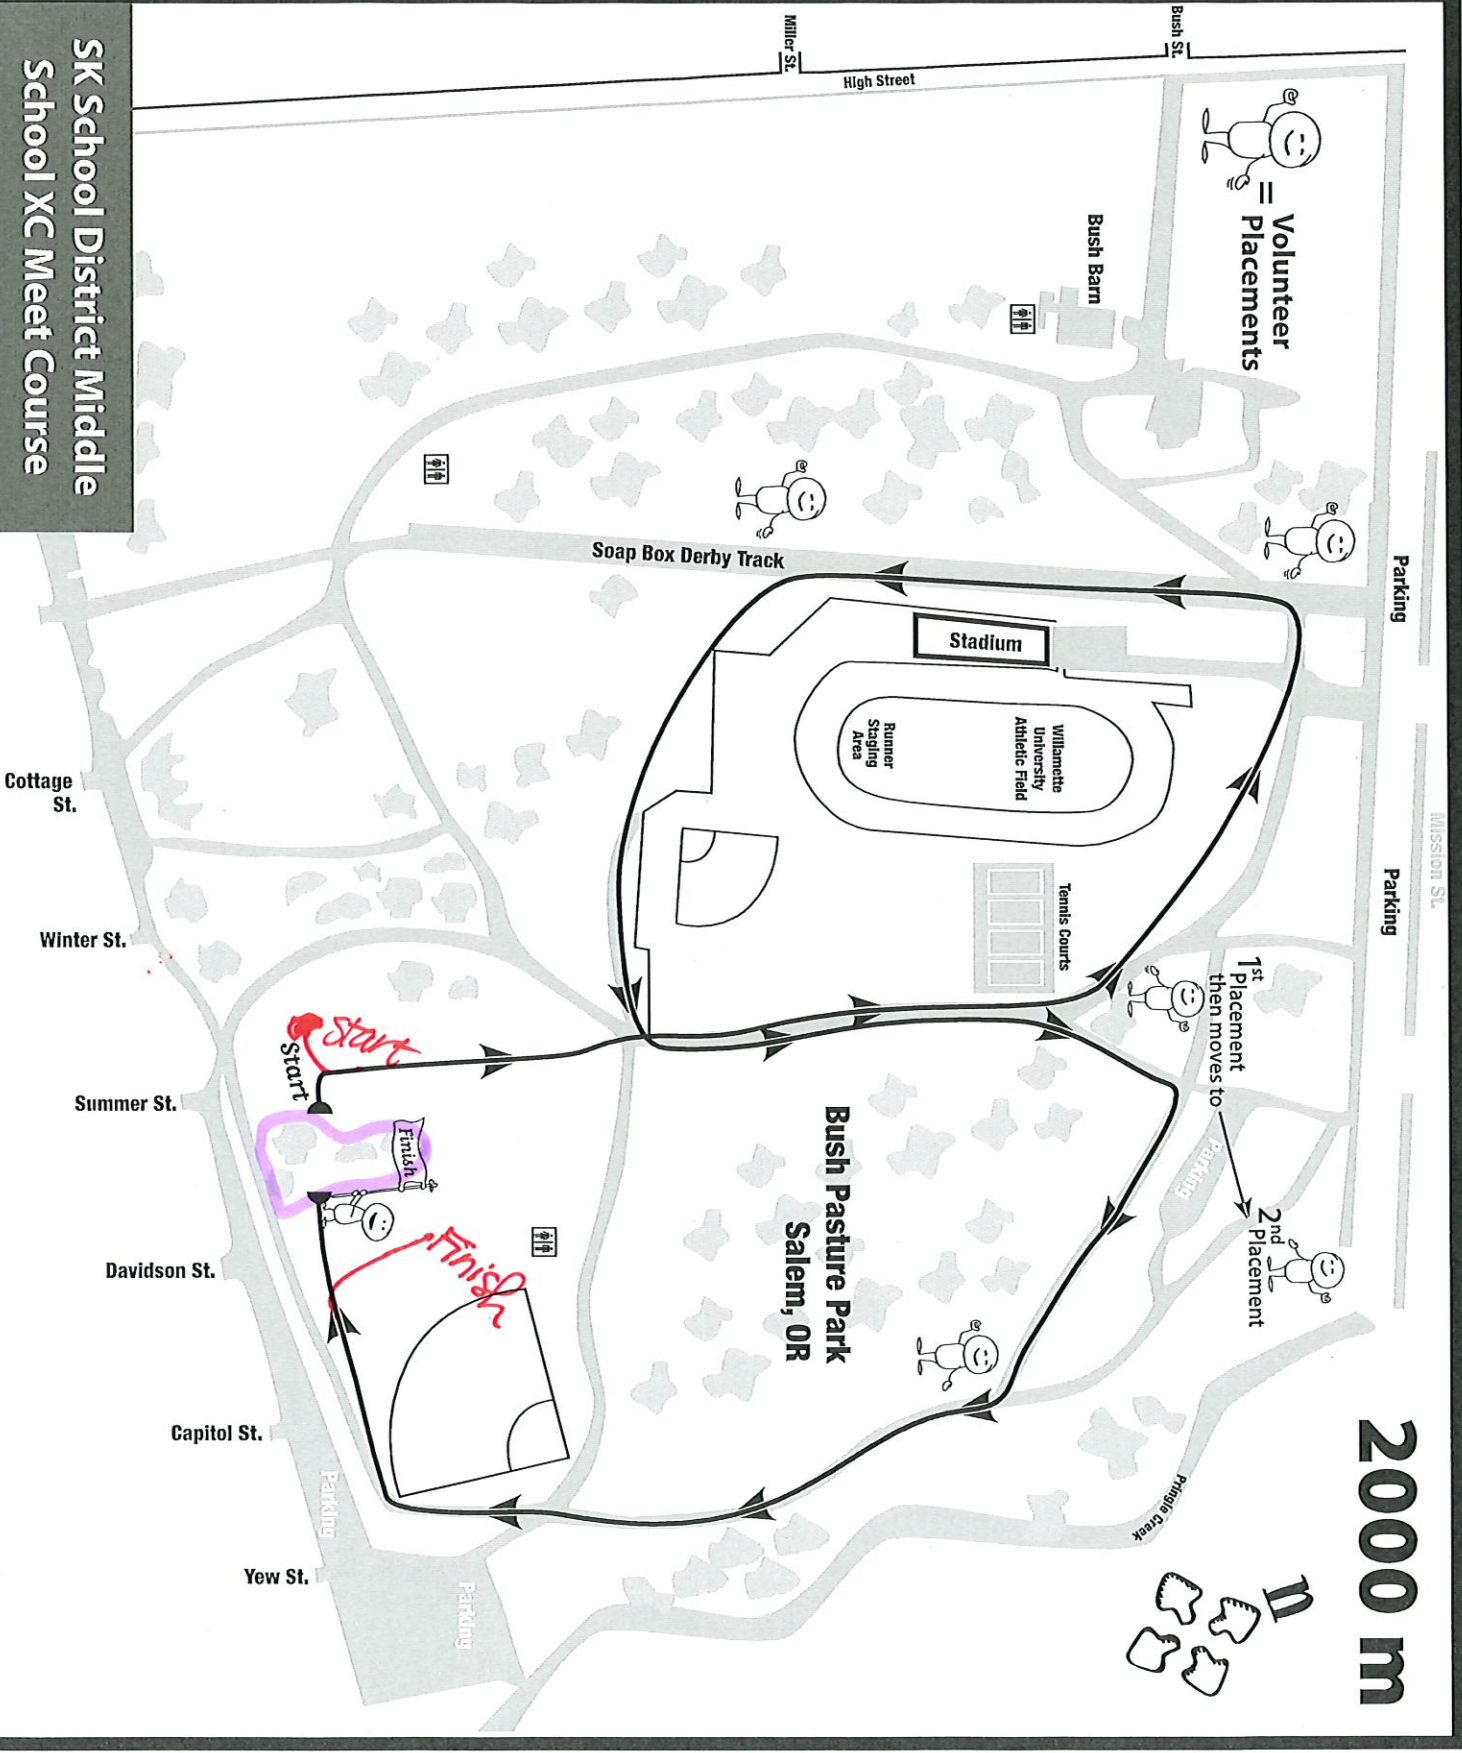 2000 m
n
SK School District Middle
School XC Meet Course
Bush St.
Miller St.
High Street
= Volunteer
Placements
Bush Barn
Parking
Parking
Mission St.
Soap Box Derby Track
Stadium
Willamette
University
Athletic Field
Runner
Staging
Area
Tennis Courts
1st
Placement
then moves to
2nd
Placement
Parking
Pringle Creek
Bush Pasture Park
Salem, OR
Start
Start
Finish
Finish
Cottage
St.
Winter St.
Summer St.
Davidson St.
Capitol St.
Yew St.
Parking
Parking